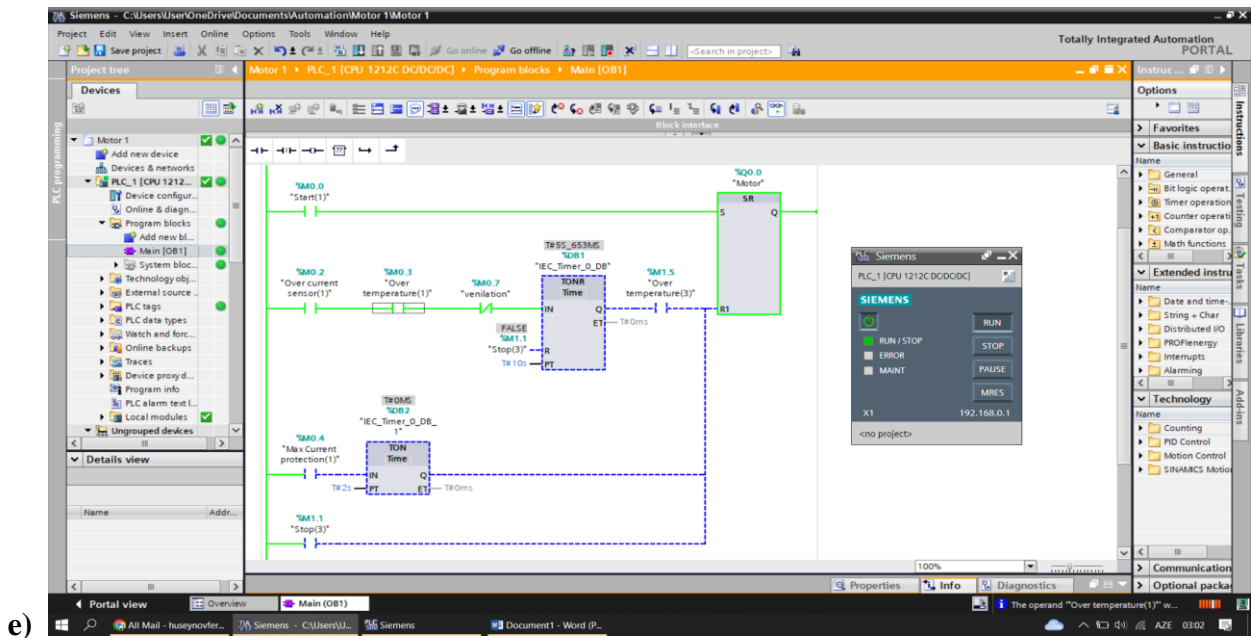 Siemens - C:\Users\User\OneDrive\Documents\Automation\Motor 1\Motor 1
Project Edit View Insert Online Options Tools Window Help
Save project
Go online
Go offline
<Search in project>
Totally Integrated Automation
PORTAL
Project tree
Motor 1 PLC_1 [CPU 1212C DC/DC/DC] Program blocks Main [OB1]
Instruc...
Devices
Options
PLC programming
Block interface
Motor 1
Add new device
Devices & networks
PLC_1 [CPU 1212...
Device configur...
Online & diagn...
Program blocks
Add new bl...
Main [OB1]
System bloc...
Technology obj...
External source ..
PLC tags
PLC data types
Watch and forc...
Online backups
Traces
Device proxy d...
Program info
PLC alarm text l...
Local modules
Ungrouped devices
Details view
Name Addr...
%M0.0
"Start(1)"
%Q0.0
"Motor"
SR
S Q
R1
T#5S_653MS
%DB1
"IEC_Timer_0_DB"
TONR
Time
IN Q
ET T#0ms
%M0.2
"Over current
sensor(1)"
%M0.3
"Over
temperature(1)"
%M0.7
"venilation"
%M1.5
"Over
temperature(3)"
FALSE
%M1.1
"Stop(3)" R
T#10s PT
T#0MS
%DB2
"IEC_Timer_0_DB_
1"
TON
Time
%M0.4
"Max Current
protection(1)"
IN Q
T#2s PT ET T#0ms
%M1.1
"Stop(3)"
Siemens
PLC_1 [CPU 1212C DC/DC/DC]
SIEMENS
RUN
RUN / STOP
STOP
ERROR
MAINT
PAUSE
MRES
X1 192.168.0.1
<no project>
Favorites
Basic instructio
Name
General
Bit logic operat.
Timer operation
Counter operati
Comparator op.
Math functions
Extended instru
Name
Date and time-.
String + Char
Distributed I/O
PROFIenergy
Interrupts
Alarming
Technology
Name
Counting
PID Control
Motion Control
SINAMICS Motio
Communication
Optional packa
Instructions
Testing
Tasks
Libraries
Add-ins
100%
Properties
Info
Diagnostics
Portal view
Overview
Main (OB1)
The operand '"Over temperature(1)"' w...
All Mail - huseynovfer...
Siemens - C:\Users\U...
Siemens
Document1 - Word (P...
AZE 03:02
e)